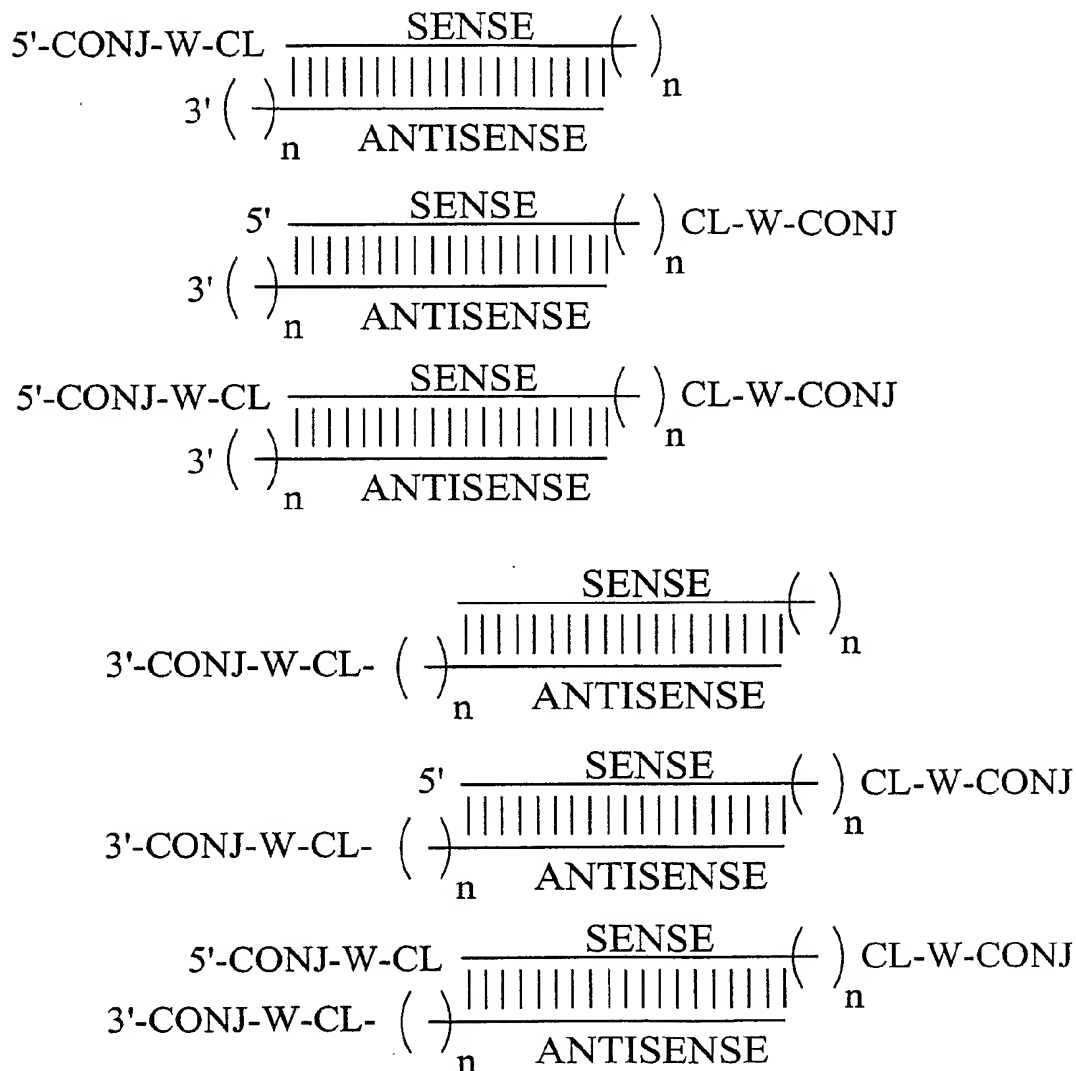 SENSE
5'-CONJ-W-CL ( )n
3' ( )n
ANTISENSE
SENSE
5' ( )n CL-W-CONJ
3' ( )n
ANTISENSE
SENSE
5'-CONJ-W-CL ( )n CL-W-CONJ
3' ( )n
ANTISENSE
SENSE
( )n
3'-CONJ-W-CL- ( )n
ANTISENSE
SENSE
5' ( )n CL-W-CONJ
3'-CONJ-W-CL- ( )n
ANTISENSE
SENSE
5'-CONJ-W-CL ( )n CL-W-CONJ
3'-CONJ-W-CL- ( )n
ANTISENSE